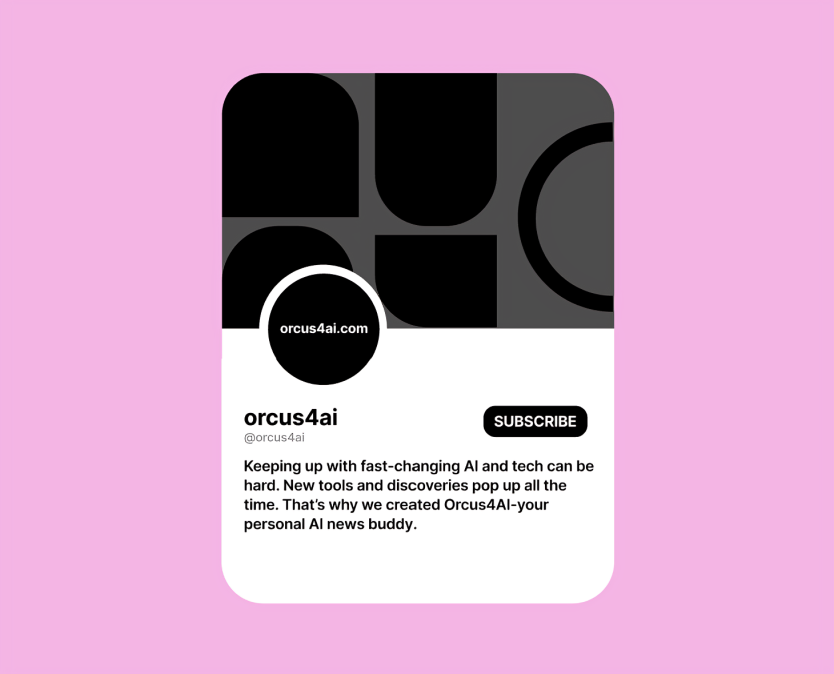 orcus4ai.com
orcus4ai
@orcus4ai
SUBSCRIBE
Keeping up with fast-changing AI and tech can be
hard. New tools and discoveries pop up all the
time. That’s why we created Orcus4AI-your
personal AI news buddy.